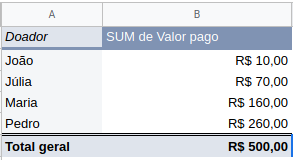 A B
Doador SUM de Valor pago
João R$ 10,00
Júlia R$ 70,00
Maria R$ 160,00
Pedro R$ 260,00
Total geral R$ 500,00